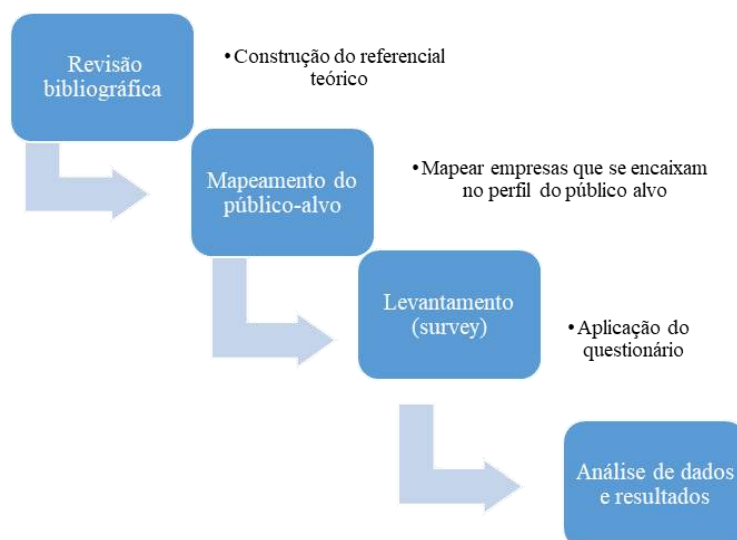 Revisão
bibliográfica
•Construção do referencial
teórico
Mapeamento do
público-alvo
•Mapear empresas que se encaixam
no perfil do público alvo
Levantamento
(survey)
•Aplicação do
questionário
Análise de dados
e resultados